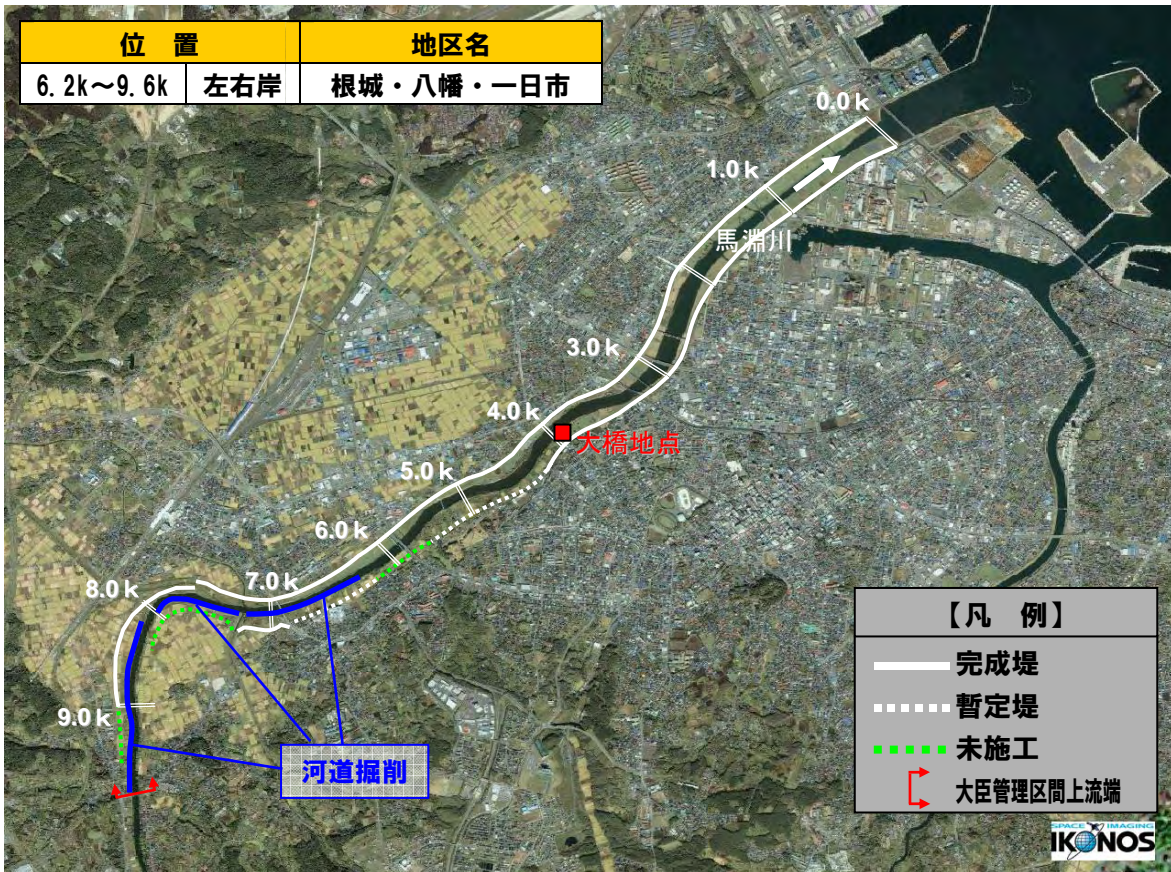 位 置 地区名
6.2k～9.6k 左右岸 根城・八幡・一日市
0.0k
1.0k
馬淵川
3.0k
4.0k
大橋地点
5.0k
6.0k
7.0k
8.0k
9.0k
河道掘削
【凡 例】
完成堤
暫定堤
未施工
大臣管理区間上流端
SPACE IMAGING
IKONOS